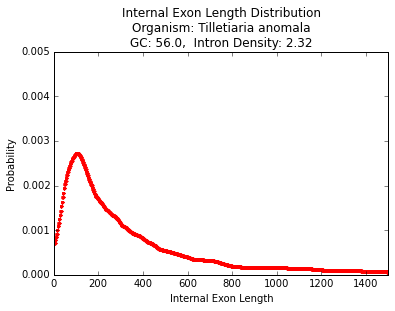 Internal Exon Length Distribution
Organism: Tilletiaria anomala
GC: 56.0,  Intron Density: 2.32
0.005
0.004
0.003
0.002
0.001
0.000
Probability
0
200
400
600
800
1000
1200
1400
Internal Exon Length